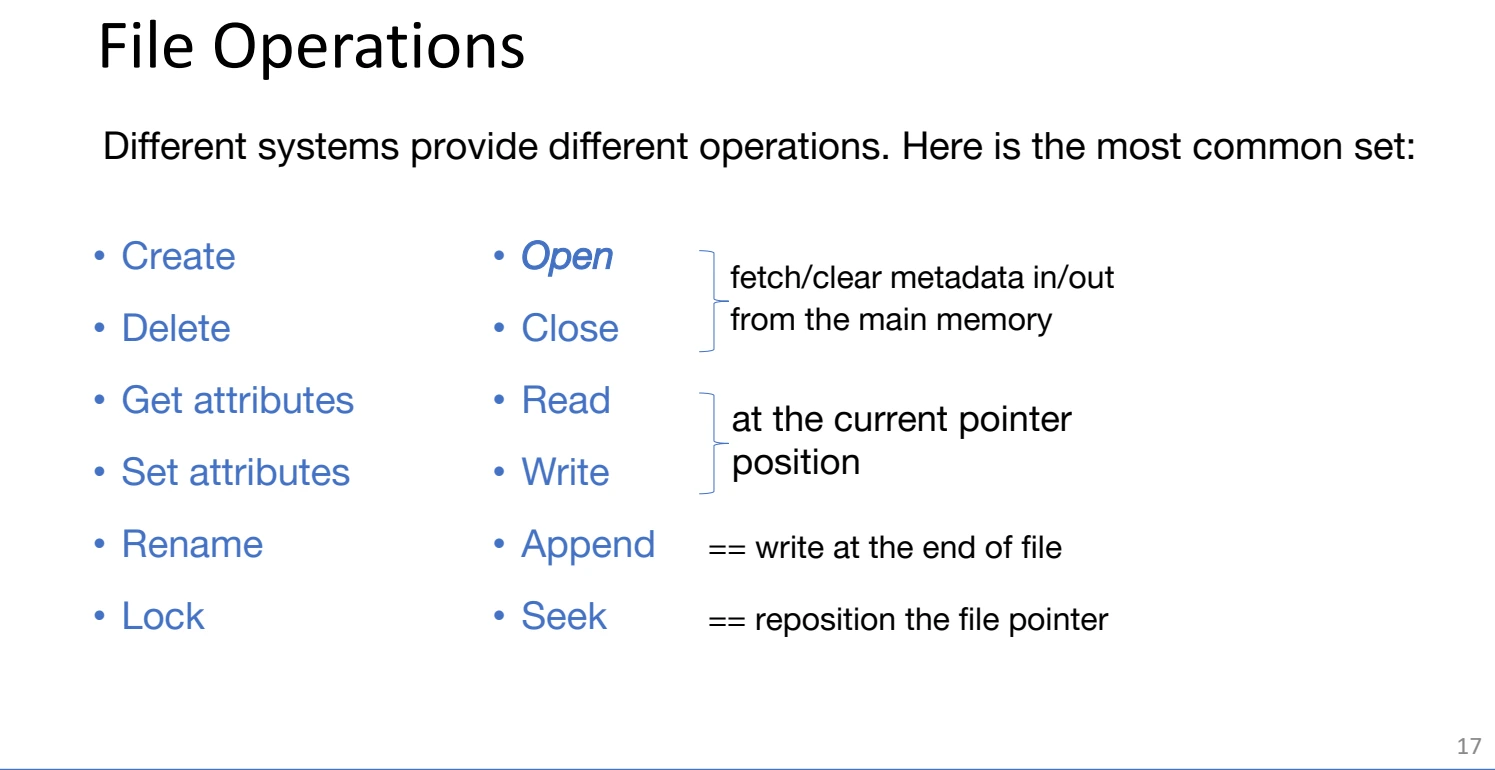 File Operations
Different systems provide different operations. Here is the most common set:
• Create
• Delete
• Get attributes
• Set attributes
• Rename
• Lock
• Open
• Close
• Read
• Write
• Append
• Seek
fetch/clear metadata in/out
from the main memory
at the current pointer
position
== write at the end of file
== reposition the file pointer
17